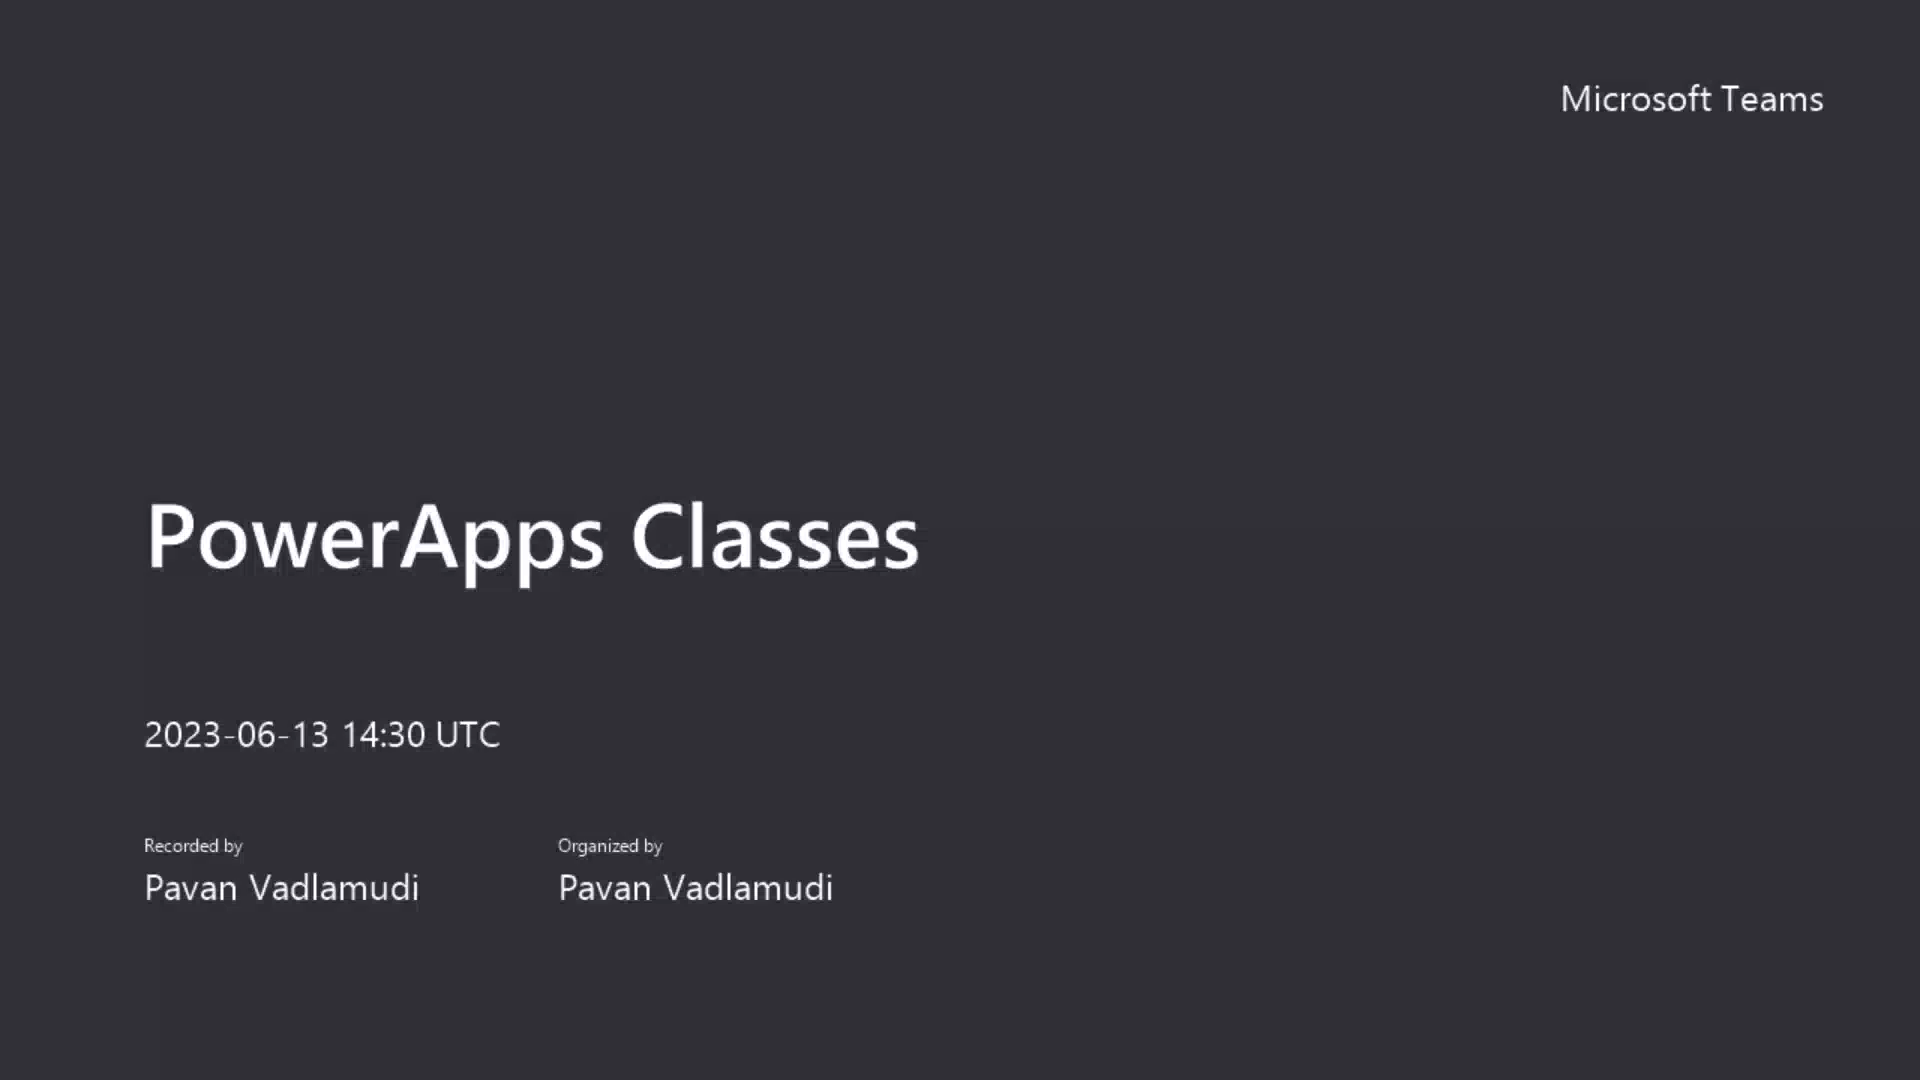 Microsoft Teams
PowerApps Classes
2023-06-13 14:30 UTC
Recorded by
Pavan Vadlamudi
Organized by
Pavan Vadlamudi